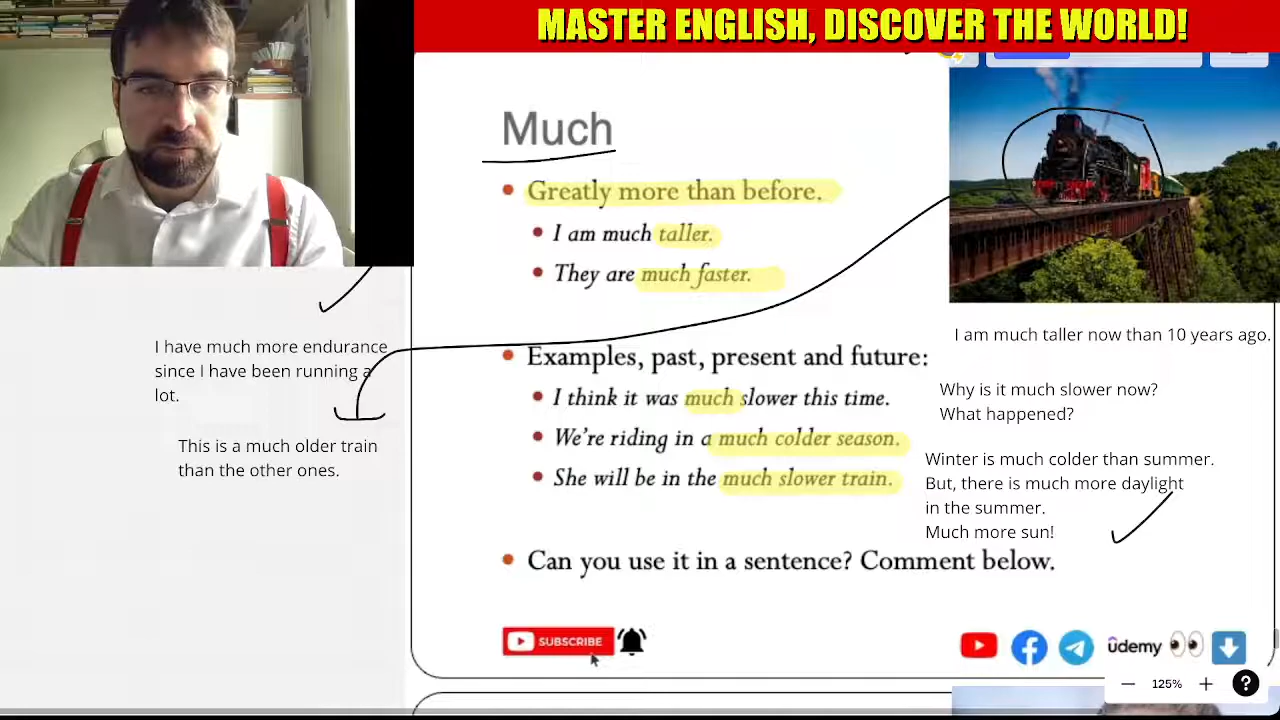 MASTER ENGLISH, DISCOVER THE WORLD!
Much
Greatly more than before.
I am much taller.
They are much faster.
I am much taller now than 10 years ago.
I have much more endurance
since I have been running a
lot.
Examples, past, present and future:
I think it was much slower this time.
We're riding in a much colder season.
She will be in the much slower train.
Why is it much slower now?
What happened?
This is a much older train
than the other ones.
Winter is much colder than summer.
But, there is much more daylight
in the summer.
Much more sun!
Can you use it in a sentence? Comment below.
SUBSCRIBE
ûdemy
125%
?